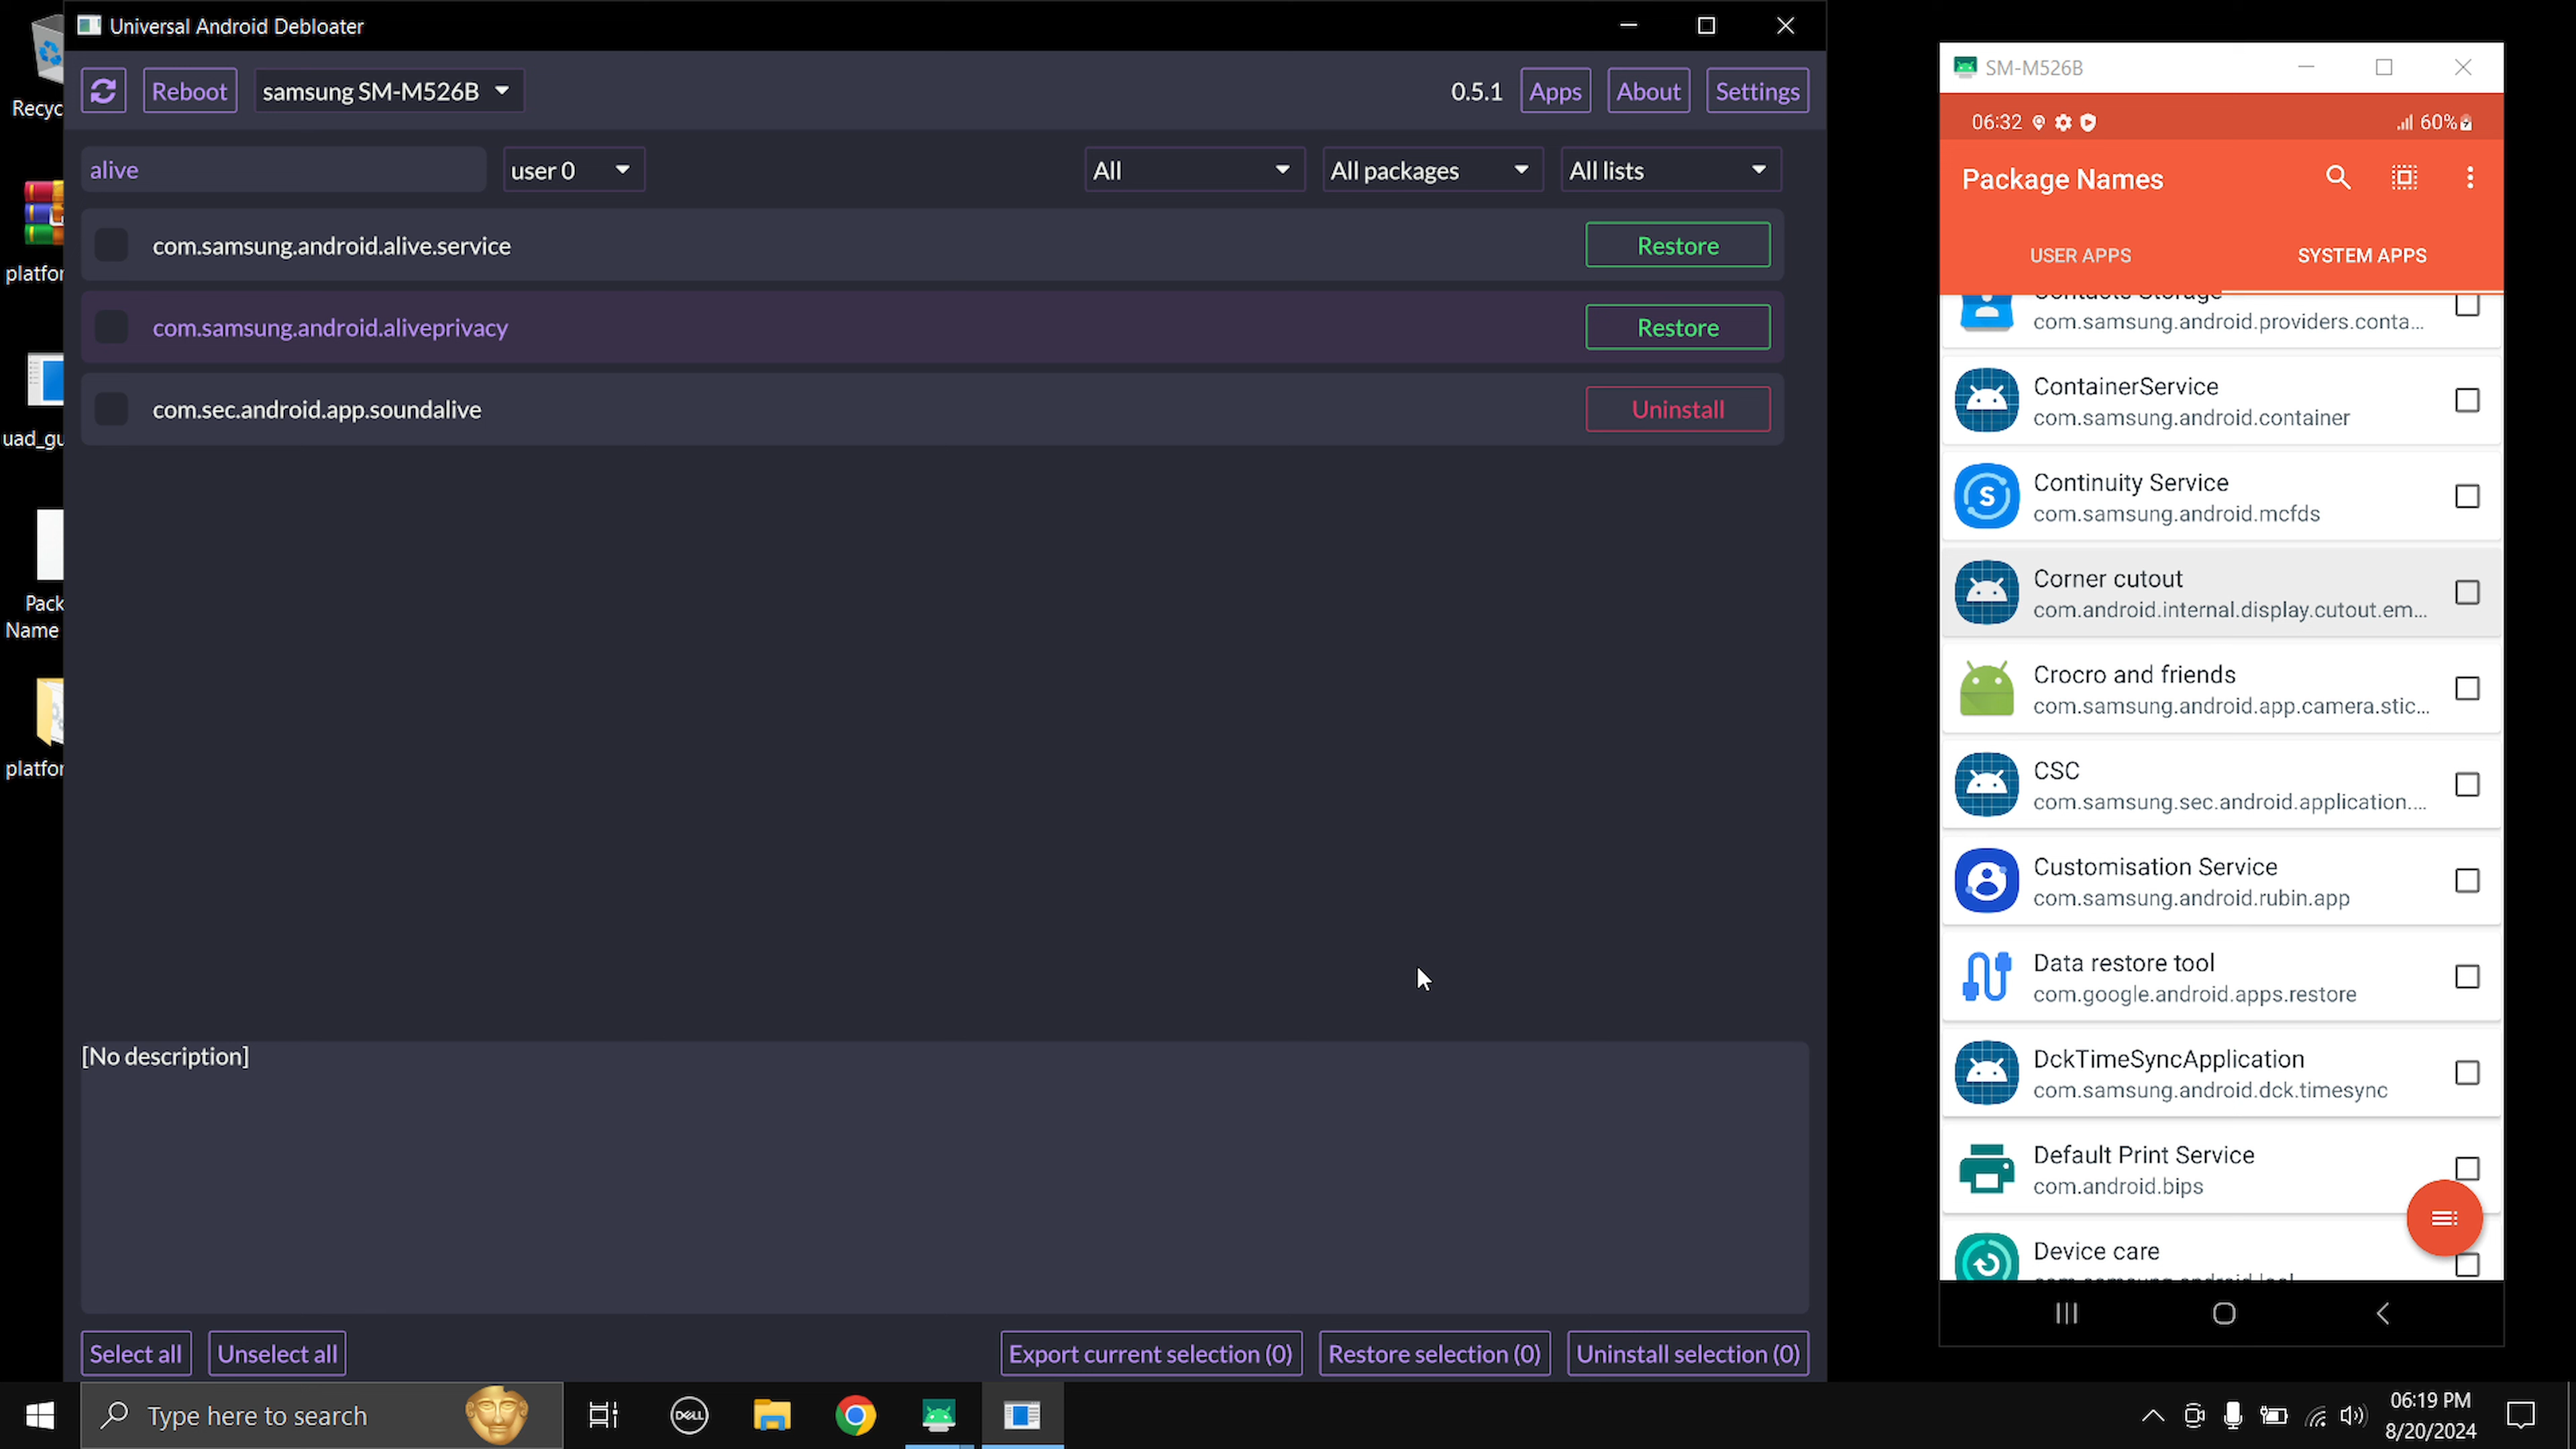 Universal Android Debloater
Reboot
samsung SM-M526B
0.5.1
Apps
About
Settings
alive
user 0
All
All packages
All lists
com.samsung.android.alive.service
Restore
com.samsung.android.aliveprivacy
Restore
com.sec.android.app.soundalive
Uninstall
[No description]
Select all
Unselect all
Export current selection (0)
Restore selection (0)
Uninstall selection (0)
Recyc
platfor
uad_gu
Pack
Name
platfor
SM-M526B
06:32
60%
Package Names
USER APPS
SYSTEM APPS
Contacts Storage
com.samsung.android.providers.conta...
ContainerService
com.samsung.android.container
Continuity Service
com.samsung.android.mcfds
Corner cutout
com.android.internal.display.cutout.em...
Crocro and friends
com.samsung.android.app.camera.stic...
CSC
com.samsung.sec.android.application....
Customisation Service
com.samsung.android.rubin.app
Data restore tool
com.google.android.apps.restore
DckTimeSyncApplication
com.samsung.android.dck.timesync
Default Print Service
com.android.bips
Device care
Type here to search
DELL
06:19 PM
8/20/2024